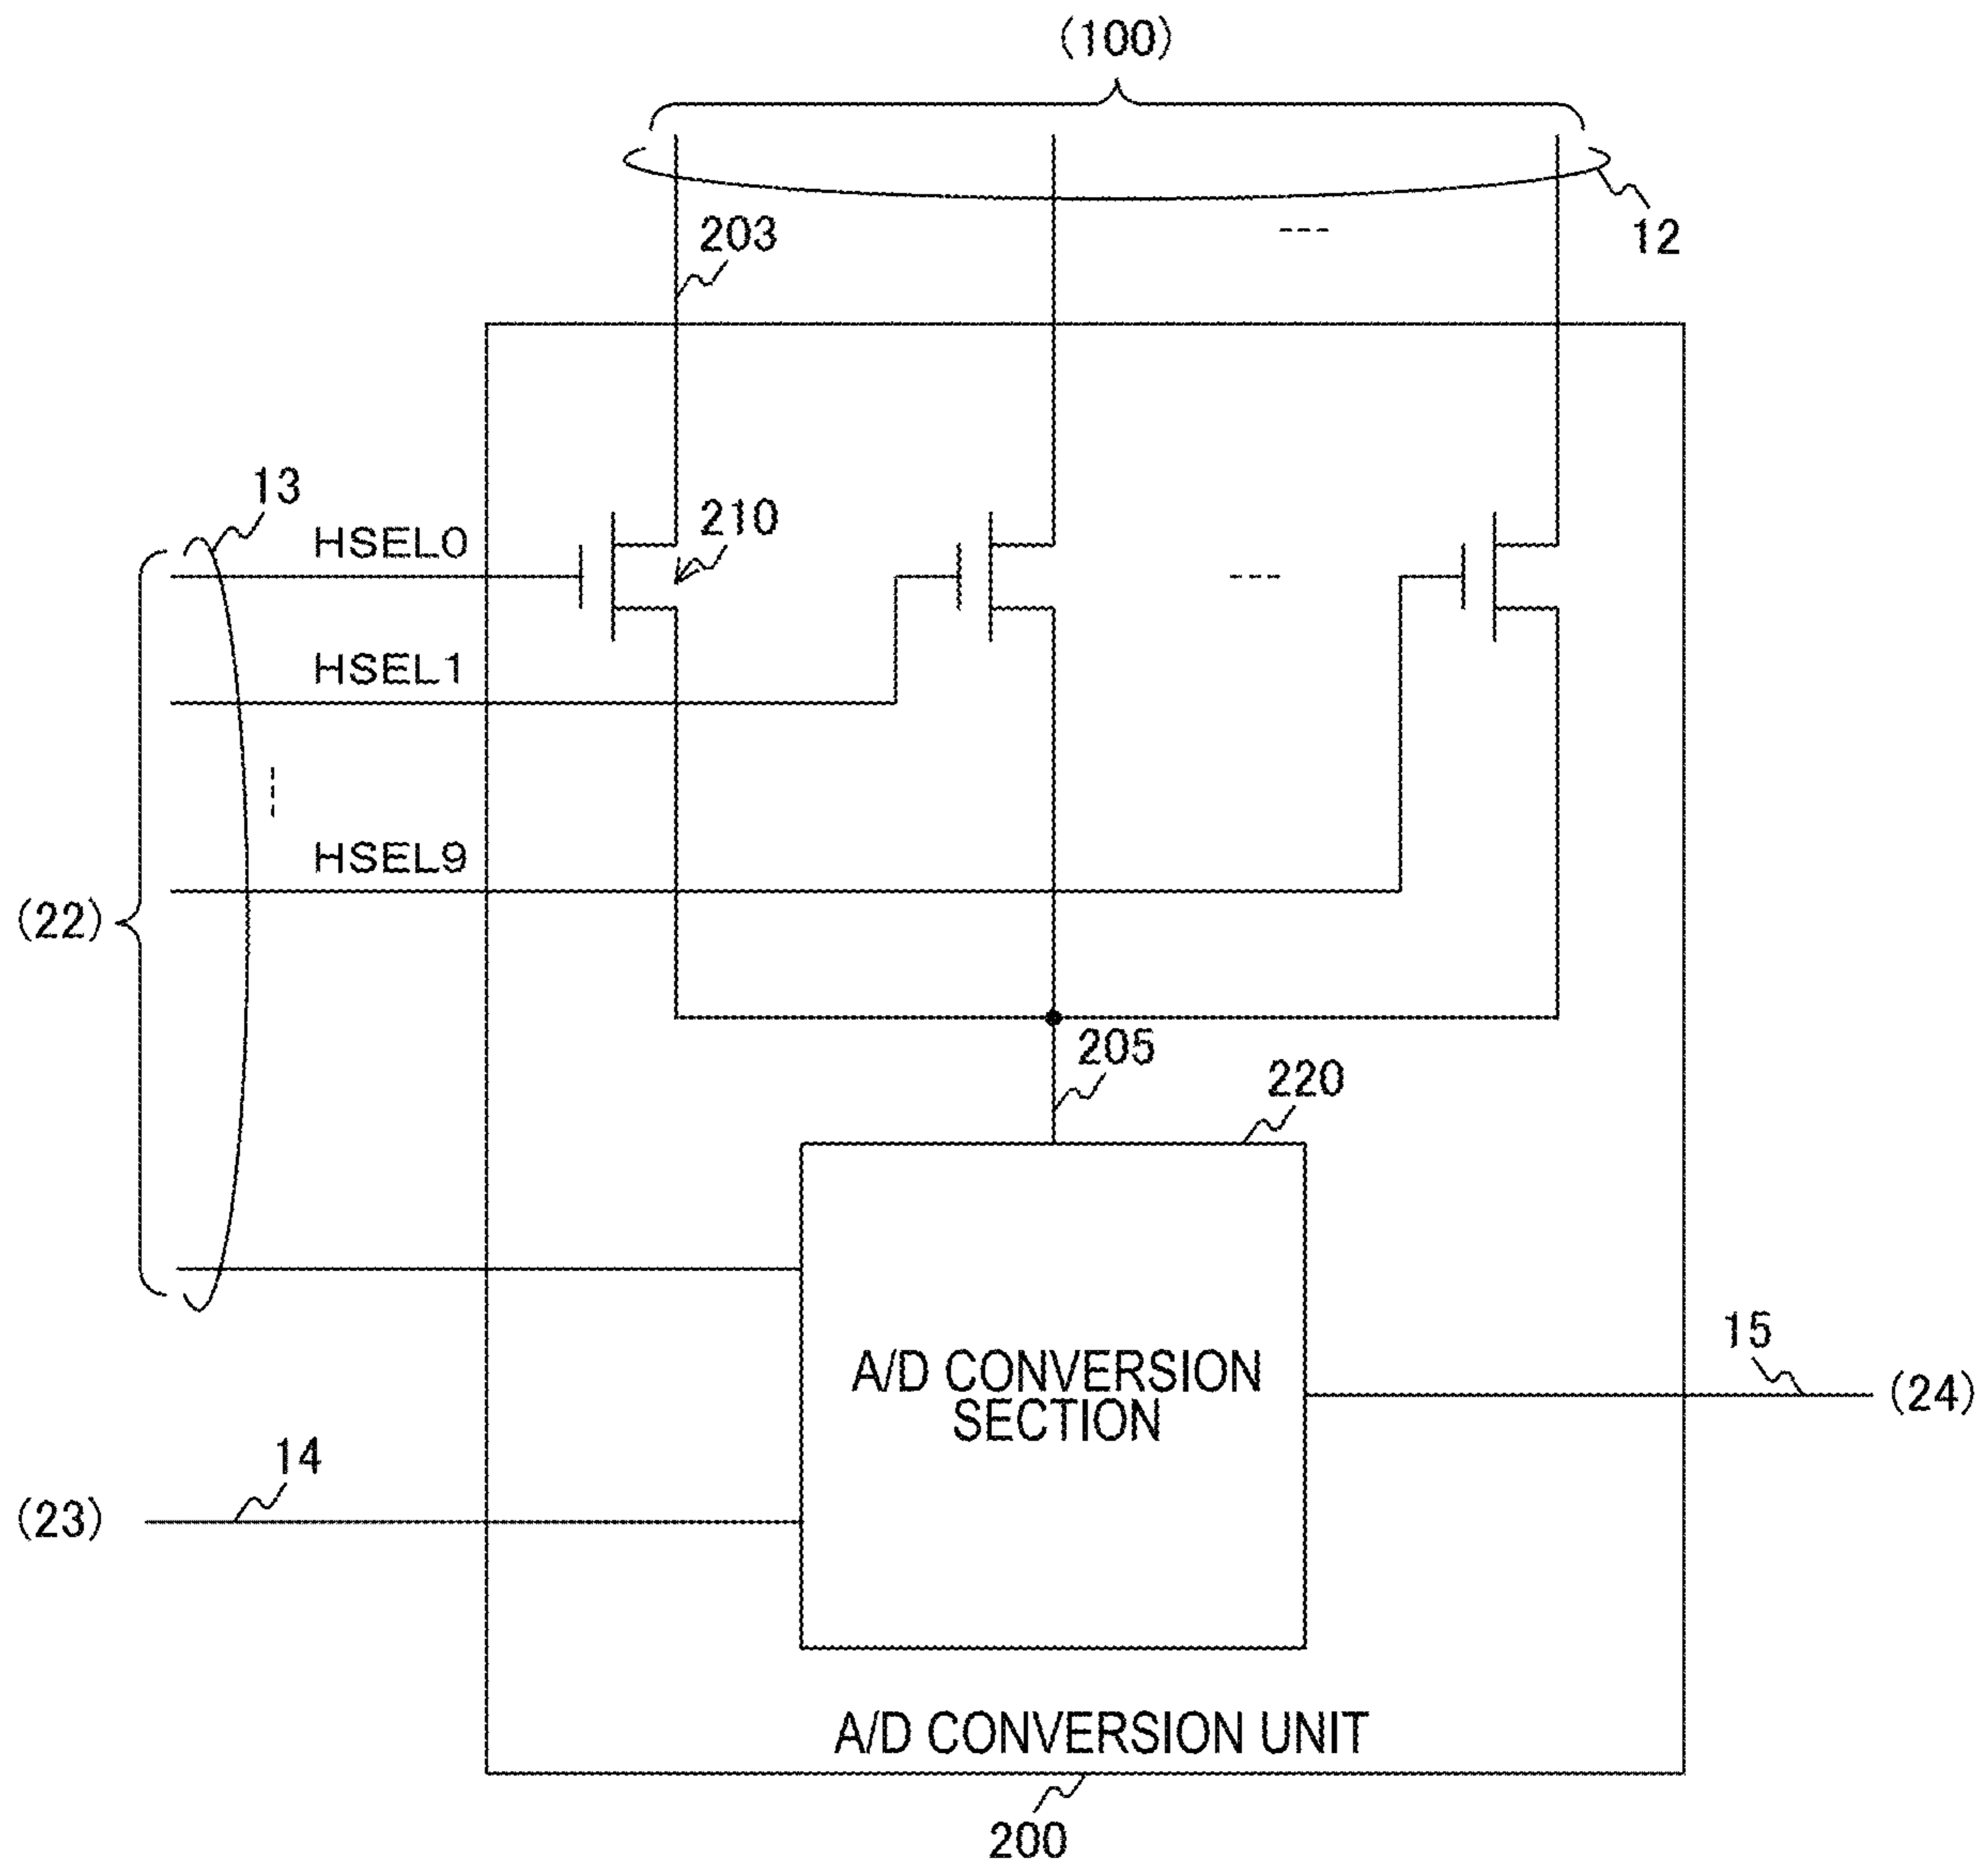 (100)
12
203
13
HSEL0
210
HSEL1
HSEL9
(22)
205
220
A/D CONVERSION
SECTION
15
(24)
14
(23)
A/D CONVERSION UNIT
200